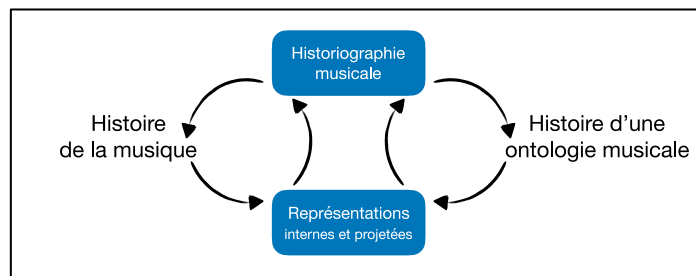 Historiographie
musicale
Histoire
de la musique
Histoire d’une
ontologie musicale
Représentations
internes et projetées